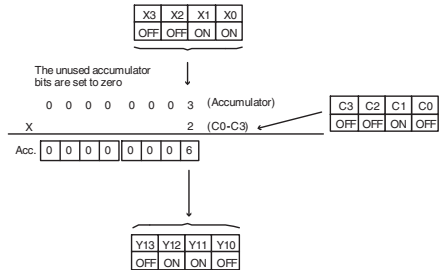 X3 X2 X1 X0
OFF OFF ON ON
The unused accumulator
bits are set to zero
0 0 0 0 0 0 0 3 (Accumulator)
X 2 (C0-C3)
C3 C2 C1 C0
OFF OFF ON OFF
Acc. 0 0 0 0 0 0 0 6
Y13 Y12 Y11 Y10
OFF ON ON OFF